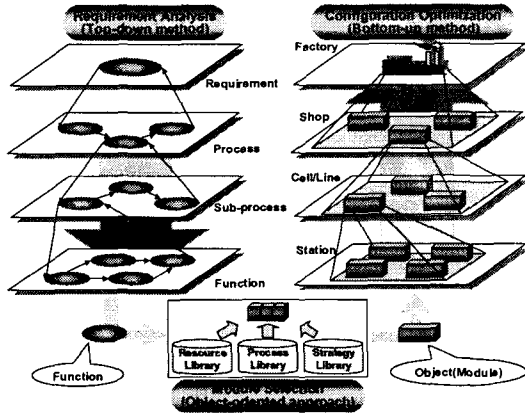 Requirement Analysis
(Top-down method)
Configuration Optimization
(Bottom-up method)
Factory
Requirement
Shop
Process
Cell/Line
Sub-process
Station
Function
Resource
Library
Process
Library
Strategy
Library
Function
Object(Module)
Module Selection
(Object-oriented approach)